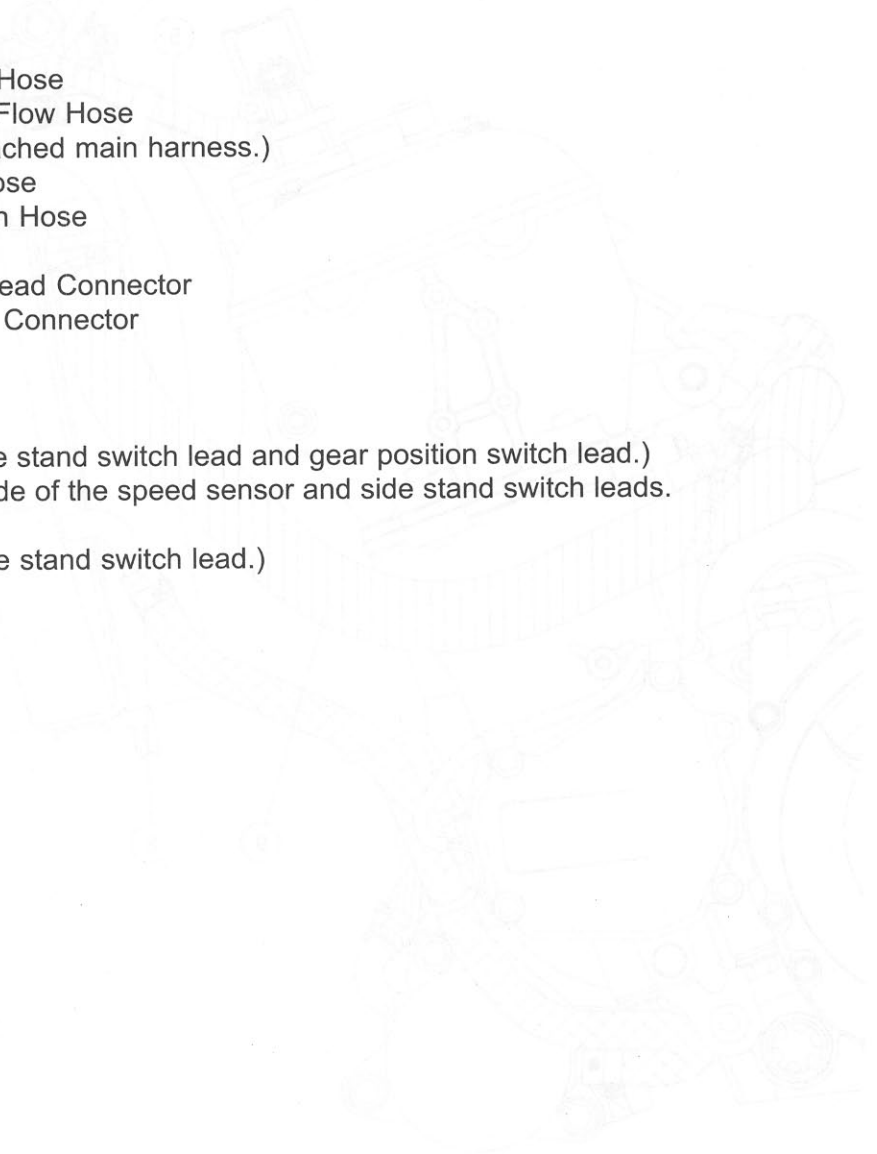 Hose
Flow Hose
ched main harness.)
ose
n Hose
ead Connector
Connector
e stand switch lead and gear position switch lead.)
de of the speed sensor and side stand switch leads.
e stand switch lead.)